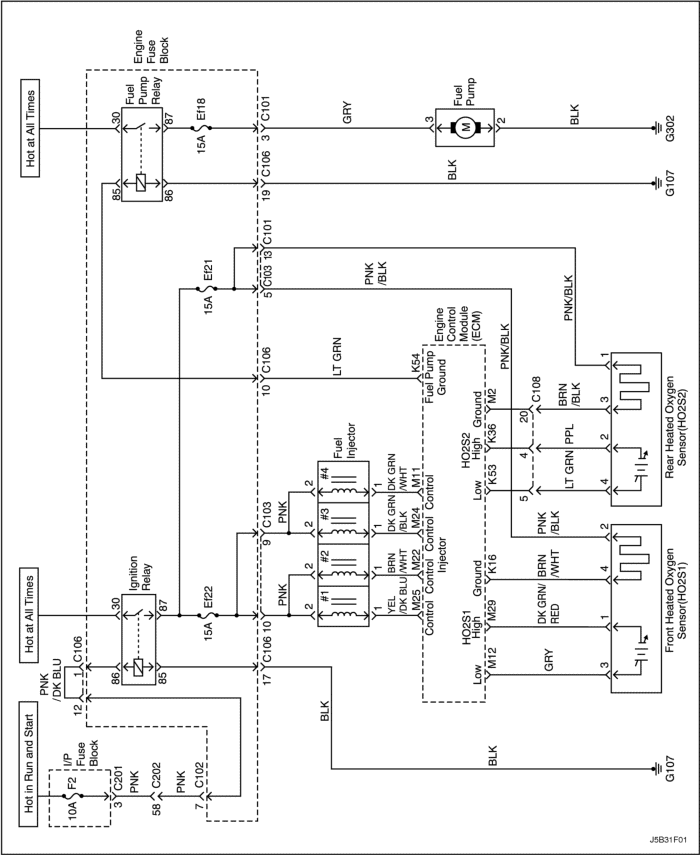 Hot in Run and Start
Hot at All Times
Hot at All Times
I/P
Fuse
Block
F2
10A
3
C201
PNK
58
C202
PNK
7
C102
PNK
/DK BLU
12
1
C106
Ignition
Relay
30
87
86
85
Engine
Fuse
Block
Fuel
Pump
Relay
30
87
85
86
Ef22
15A
Ef21
15A
Ef18
15A
17
C106
10
9
C103
10
C106
5
C103
13
C101
19
C106
3
C101
BLK
BLK
G107
PNK
PNK
Fuel
Injector
2
#1
1
2
#2
1
2
#3
1
2
#4
1
YEL
/DK BLU
BRN
/WHT
DK GRN
/BLK
DK GRN
/WHT
M25
M22
M24
M11
Control
Control
Control
Control
Injector
LT GRN
K54
Fuel Pump
Ground
Engine
Control
Module
(ECM)
HO2S1
Low
High
Ground
M12
M29
K16
HO2S2
Low
High
Ground
K53
K36
M2
GRY
DK GRN/
RED
BRN
/WHT
PNK
/BLK
3
1
4
2
Front Heated Oxygen
Sensor(HO2S1)
5
4
20
C108
LT GRN
PPL
BRN
/BLK
4
2
3
1
Rear Heated Oxygen
Sensor(HO2S2)
PNK/BLK
PNK
/BLK
PNK/BLK
BLK
G107
GRY
3
Fuel
Pump
M
2
BLK
G302
J5B31F01